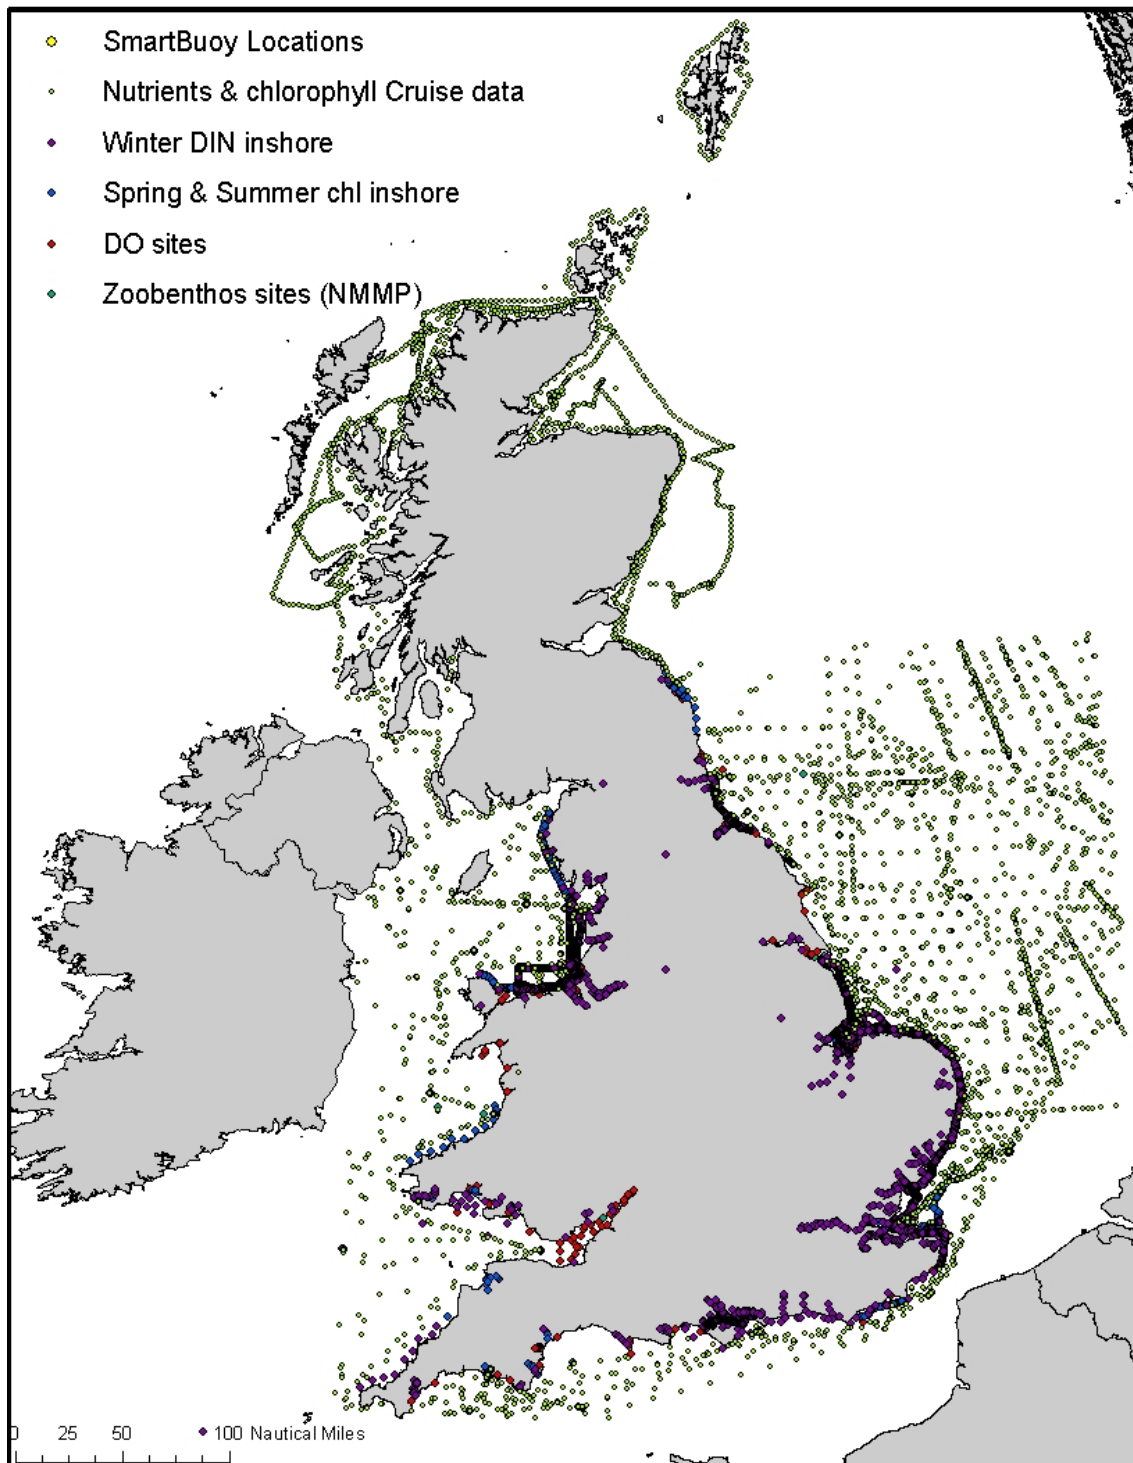 SmartBuoy Locations
Nutrients & chlorophyll Cruise data
Winter DIN inshore
Spring & Summer chl inshore
DO sites
Zoobenthos sites (NMMP)
0 25 50 100 Nautical Miles